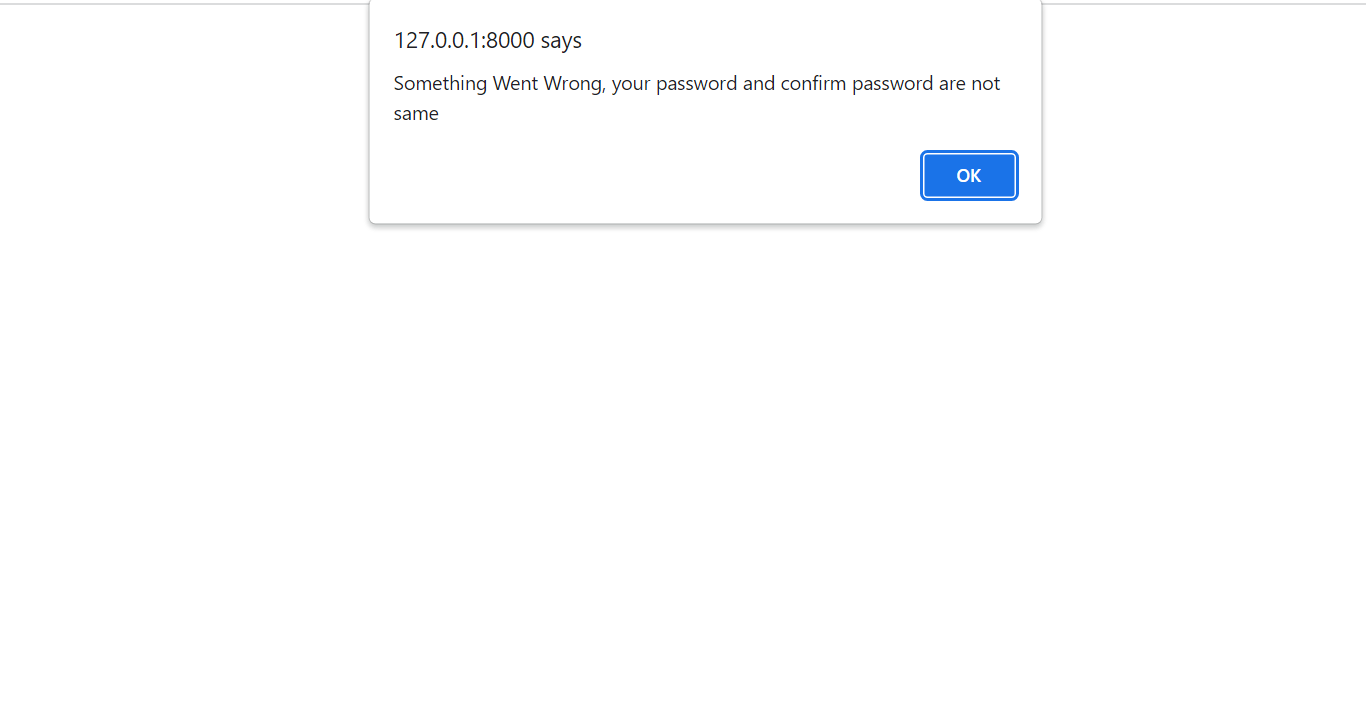 127.0.0.1:8000 says
Something Went Wrong, your password and confirm password are not
same
OK